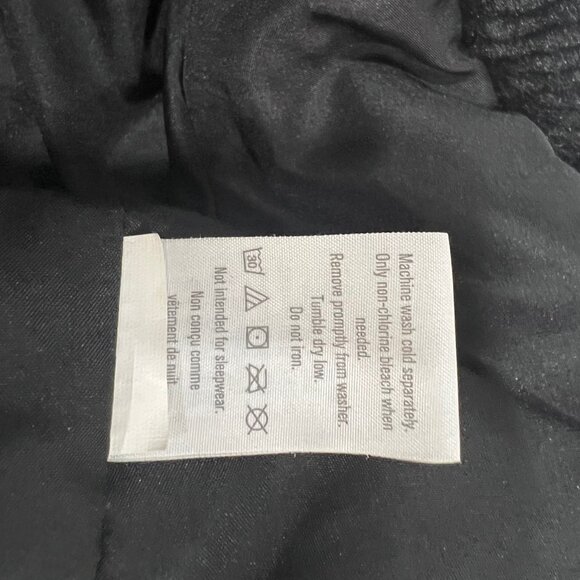 Machine wash cold separately.
Only non-chlorine bleach when
needed.
Remove promptly from washer.
Tumble dry low.
Do not iron.
30
Not intended for sleepwear.
Non conçu comme
vêtement de nuit